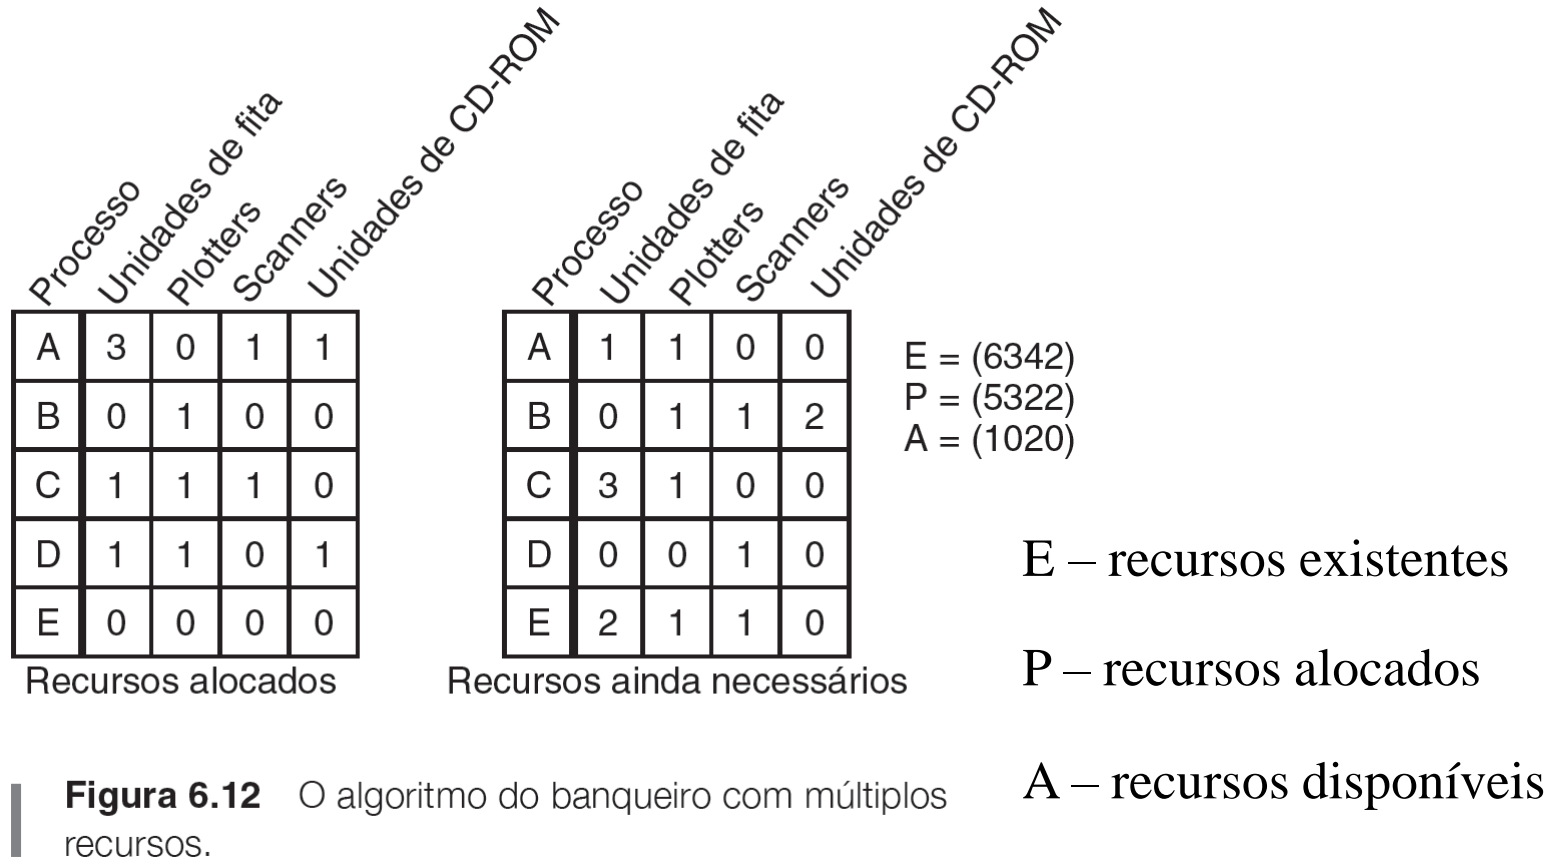 Processo Unidades de fita Plotters Scanners Unidades de CD-ROM
A 3 0 1 1
B 0 1 0 0
C 1 1 1 0
D 1 1 0 1
E 0 0 0 0
Recursos alocados
Processo Unidades de fita Plotters Scanners Unidades de CD-ROM
A 1 1 0 0
B 0 1 1 2
C 3 1 0 0
D 0 0 1 0
E 2 1 1 0
Recursos ainda necessários
E = (6342)
P = (5322)
A = (1020)
E – recursos existentes
P – recursos alocados
A – recursos disponíveis
Figura 6.12 O algoritmo do banqueiro com múltiplos
recursos.